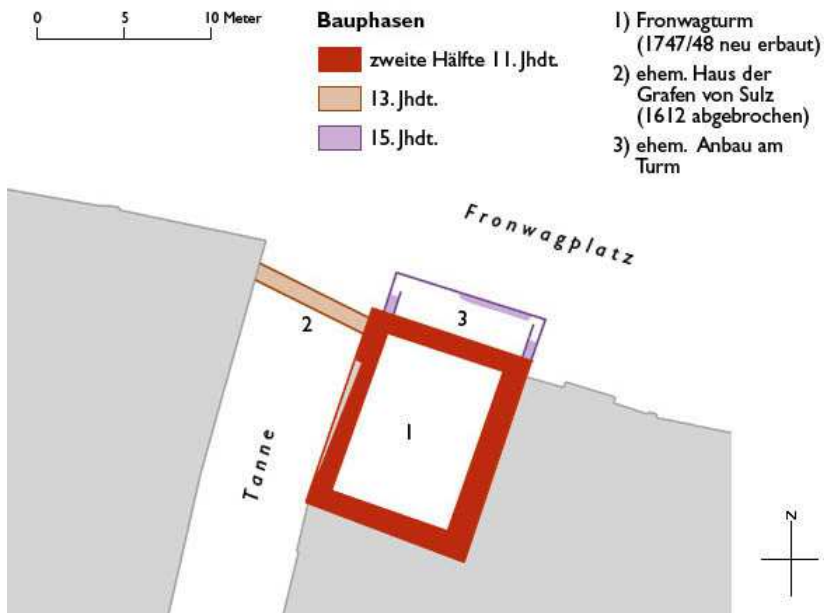 0 5 10 Meter
Bauphasen
zweite Hälfte 11. Jhdt.
13. Jhdt.
15. Jhdt.
1) Fronwagturm
(1747/48 neu erbaut)
2) ehem. Haus der
Grafen von Sulz
(1612 abgebrochen)
3) ehem. Anbau am
Turm
Fronwagplatz
2
3
1
Tanne
N